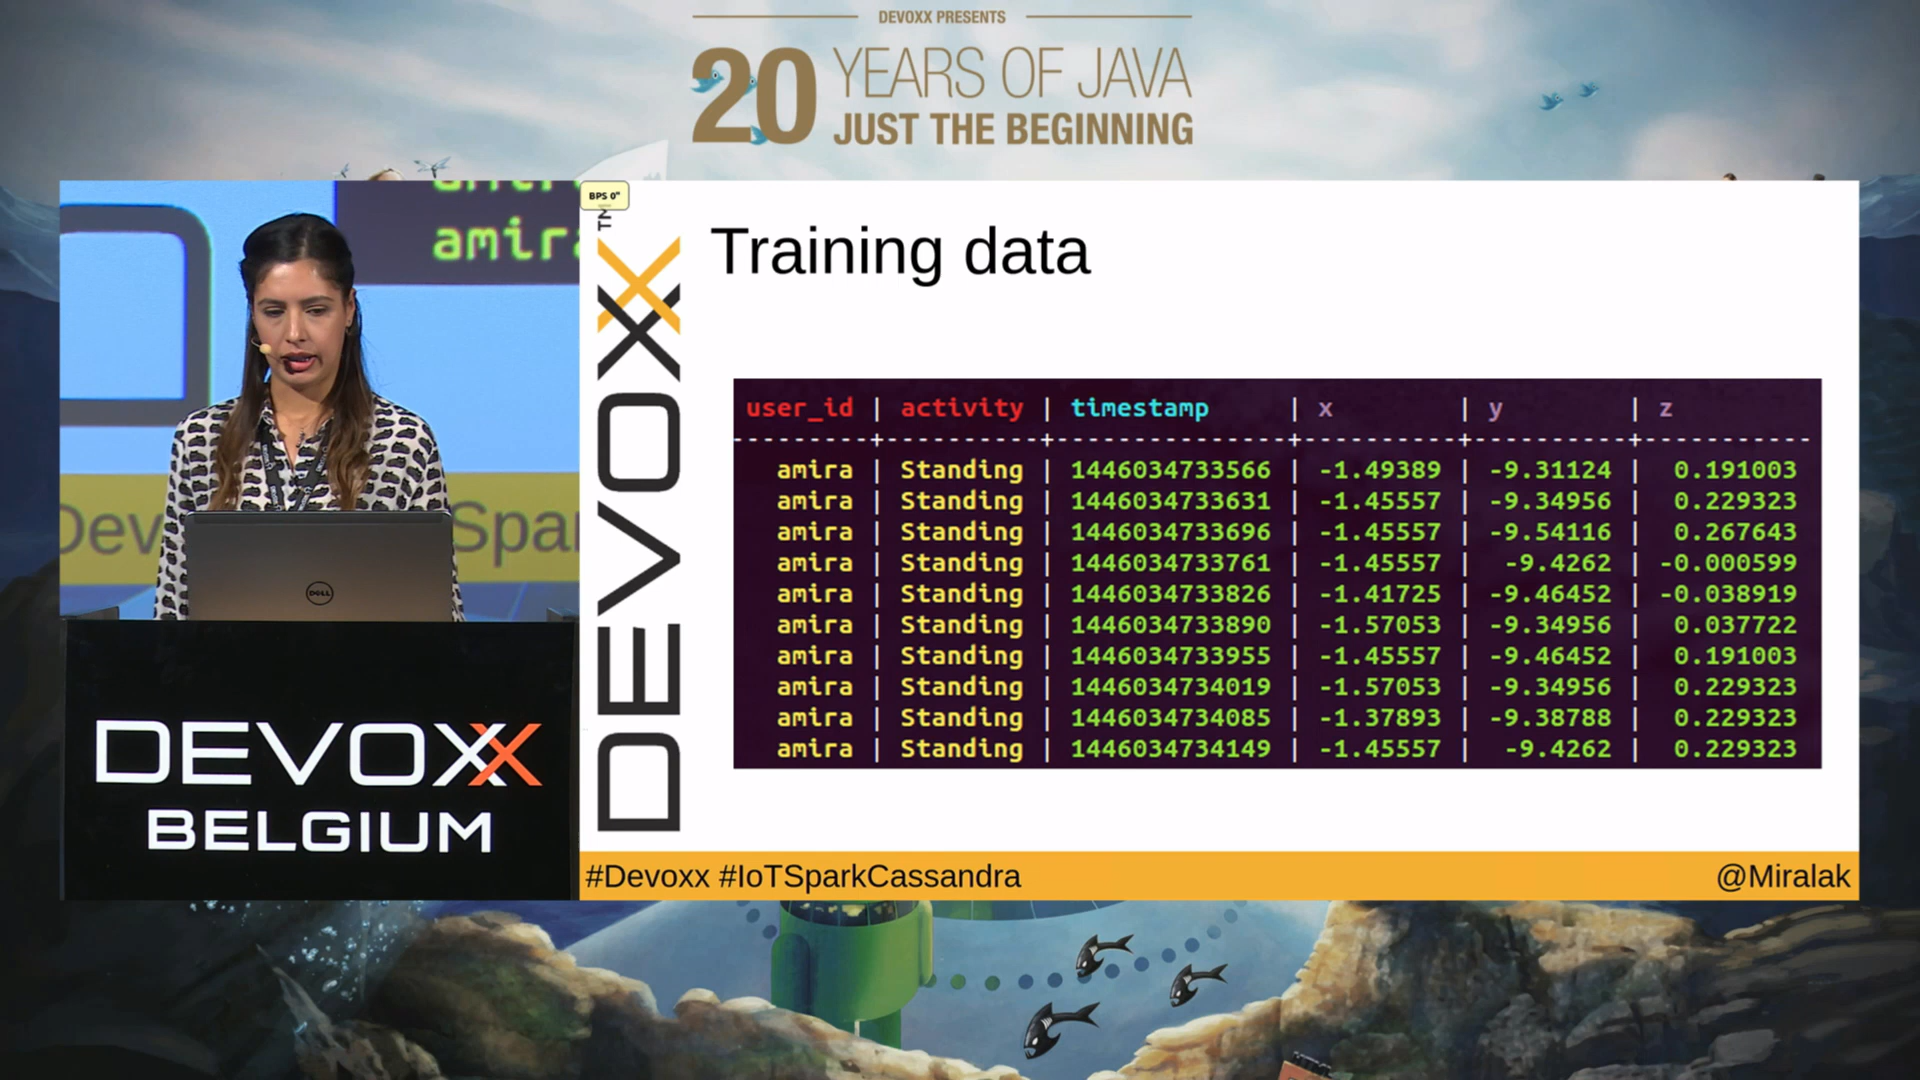 DEVOXX PRESENTS
20 YEARS OF JAVA
JUST THE BEGINNING
amira
Dev
Spar
DELL
DEVOXX
BELGIUM
BPS 0"
DEVOXX™
Training data
user_id | activity | timestamp | x | y | z
---------+----------+---------------+----------+----------+-----------
amira | Standing | 1446034733566 | -1.49389 | -9.31124 | 0.191003
amira | Standing | 1446034733631 | -1.45557 | -9.34956 | 0.229323
amira | Standing | 1446034733696 | -1.45557 | -9.54116 | 0.267643
amira | Standing | 1446034733761 | -1.45557 | -9.4262 | -0.000599
amira | Standing | 1446034733826 | -1.41725 | -9.46452 | -0.038919
amira | Standing | 1446034733890 | -1.57053 | -9.34956 | 0.037722
amira | Standing | 1446034733955 | -1.45557 | -9.46452 | 0.191003
amira | Standing | 1446034734019 | -1.57053 | -9.34956 | 0.229323
amira | Standing | 1446034734085 | -1.37893 | -9.38788 | 0.229323
amira | Standing | 1446034734149 | -1.45557 | -9.4262 | 0.229323
#Devoxx #IoTSparkCassandra
@Miralak